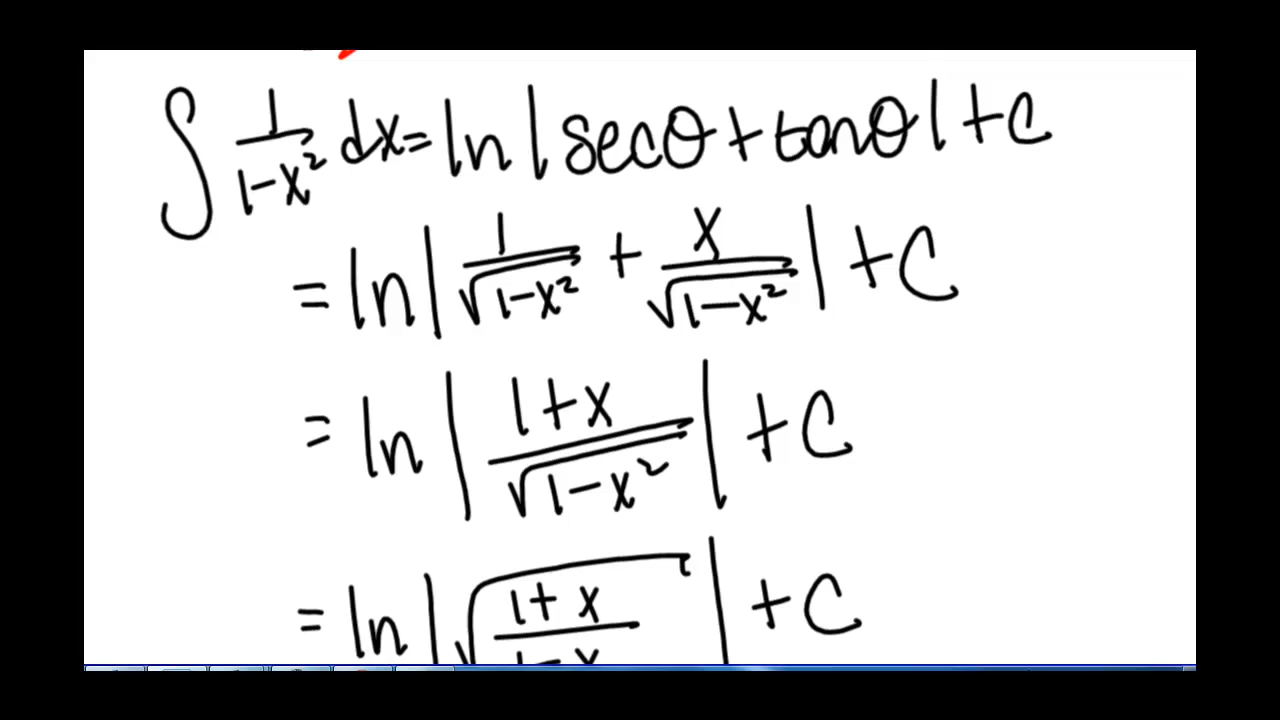 ∫ 1/(1-x²) dx = ln|secθ + tanθ| + C
= ln|1/√(1-x²) + x/√(1-x²)| + C
= ln|(1+x)/√(1-x²)| + C
= ln|√((1+x)/(1-x))| + C